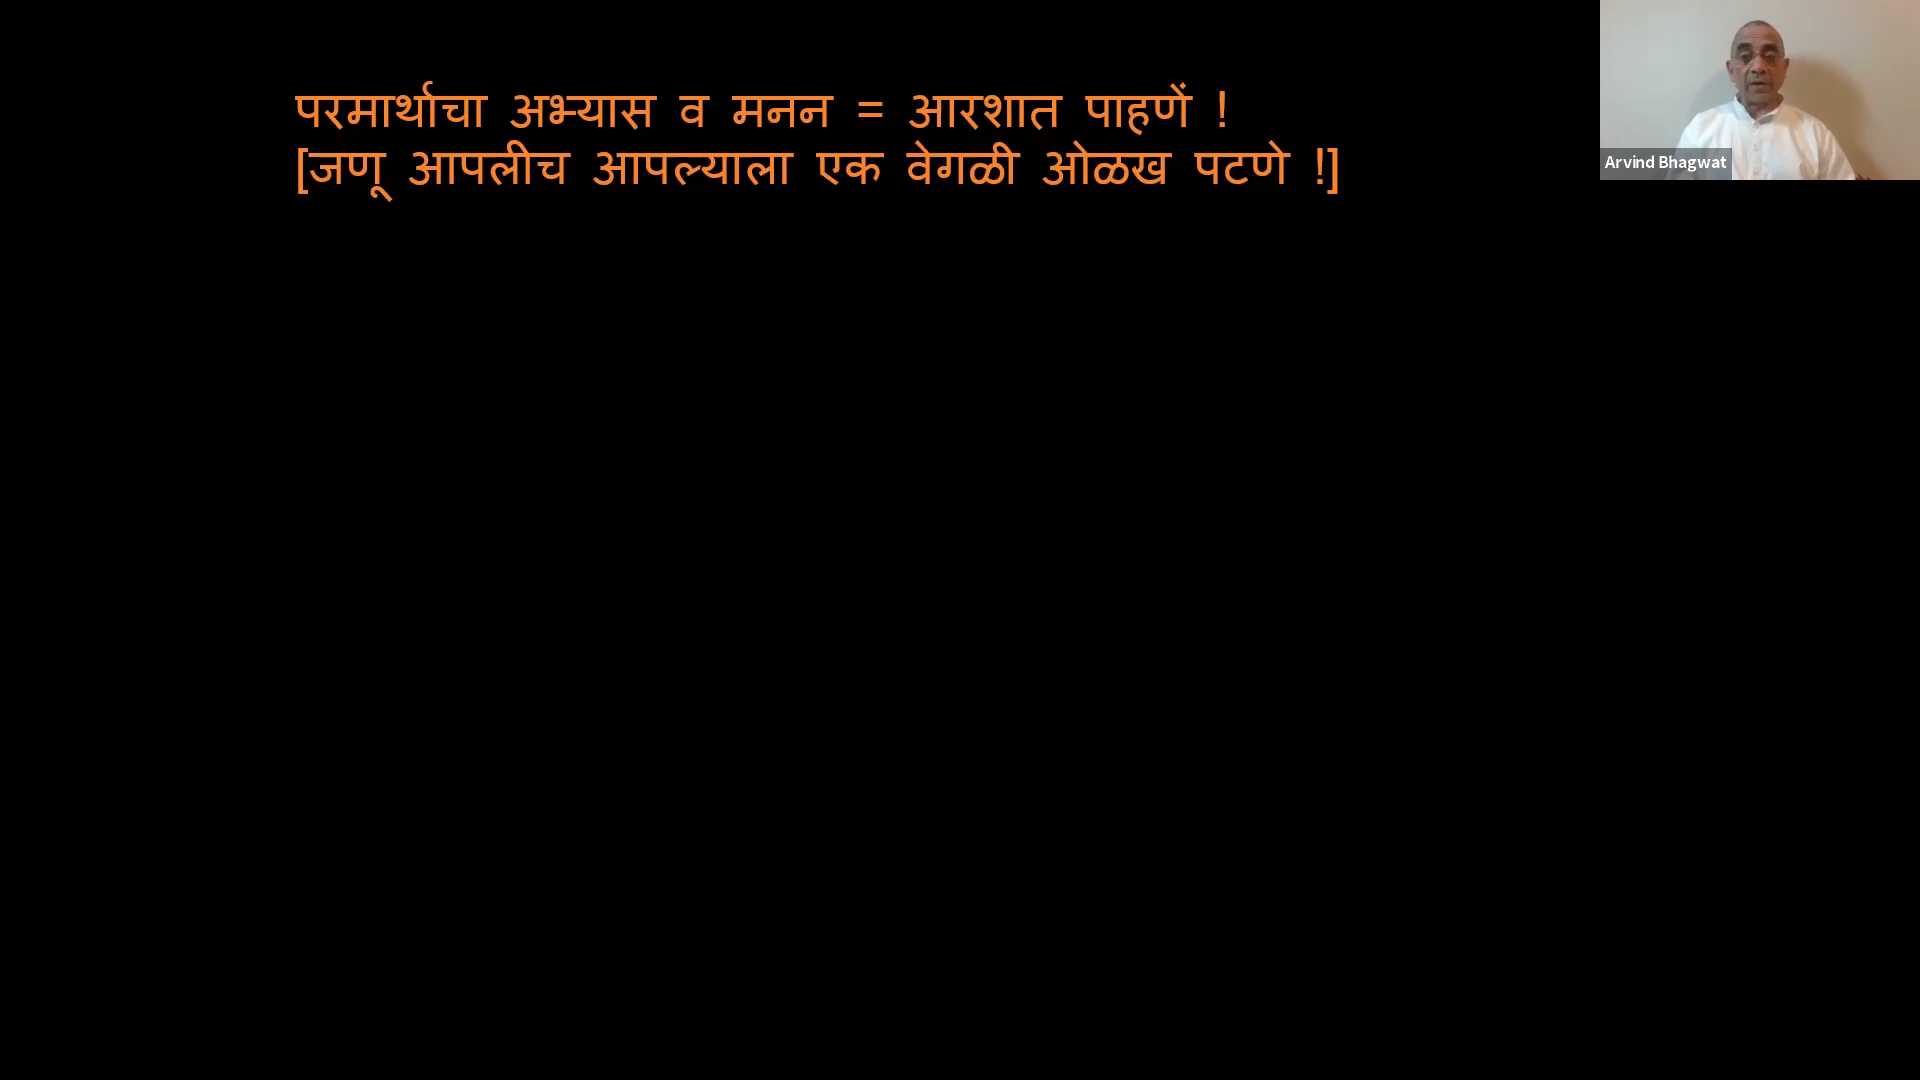 परमार्थाचा अभ्यास व मनन = आरशात पाहणें !
[जणू आपलीच आपल्याला एक वेगळी ओळख पटणे !]
Arvind Bhagwat